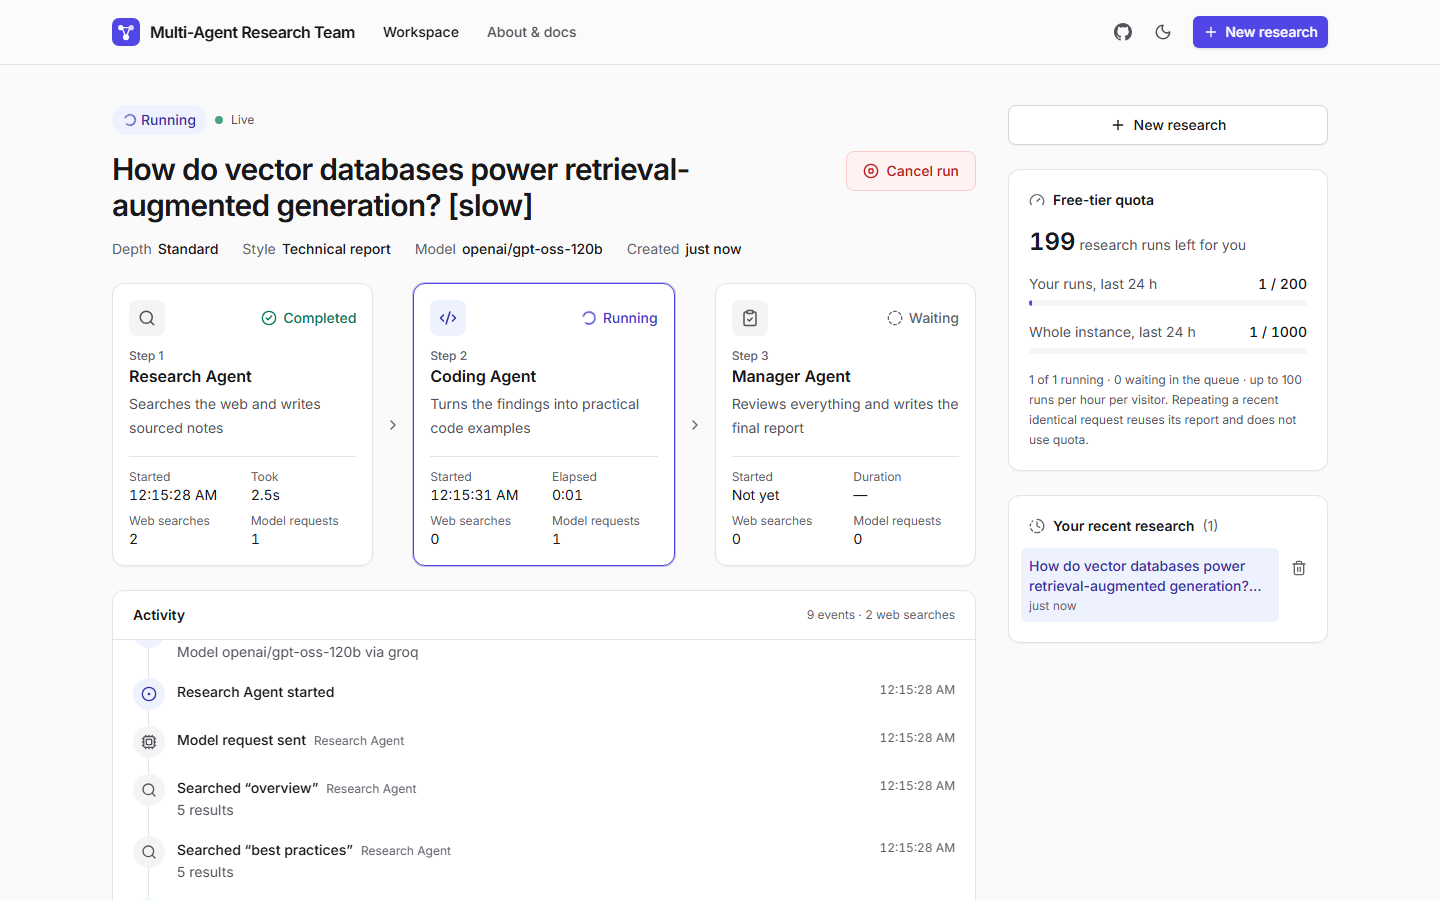 Multi-Agent Research Team
Workspace
About & docs
New research
Running
Live
How do vector databases power retrieval-
augmented generation? [slow]
Cancel run
Depth Standard
Style Technical report
Model openai/gpt-oss-120b
Created just now
Completed
Step 1
Research Agent
Searches the web and writes
sourced notes
Started
12:15:28 AM
Took
2.5s
Web searches
2
Model requests
1
Running
Step 2
Coding Agent
Turns the findings into practical
code examples
Started
12:15:31 AM
Elapsed
0:01
Web searches
0
Model requests
1
Waiting
Step 3
Manager Agent
Reviews everything and writes the
final report
Started
Not yet
Duration
—
Web searches
0
Model requests
0
Activity
9 events · 2 web searches
Model openai/gpt-oss-120b via groq
Research Agent started
12:15:28 AM
Model request sent Research Agent
12:15:28 AM
Searched “overview” Research Agent
12:15:28 AM
5 results
Searched “best practices” Research Agent
12:15:28 AM
5 results
New research
Free-tier quota
199 research runs left for you
Your runs, last 24 h
1 / 200
Whole instance, last 24 h
1 / 1000
1 of 1 running · 0 waiting in the queue · up to 100
runs per hour per visitor. Repeating a recent
identical request reuses its report and does not
use quota.
Your recent research (1)
How do vector databases power
retrieval-augmented generation?...
just now